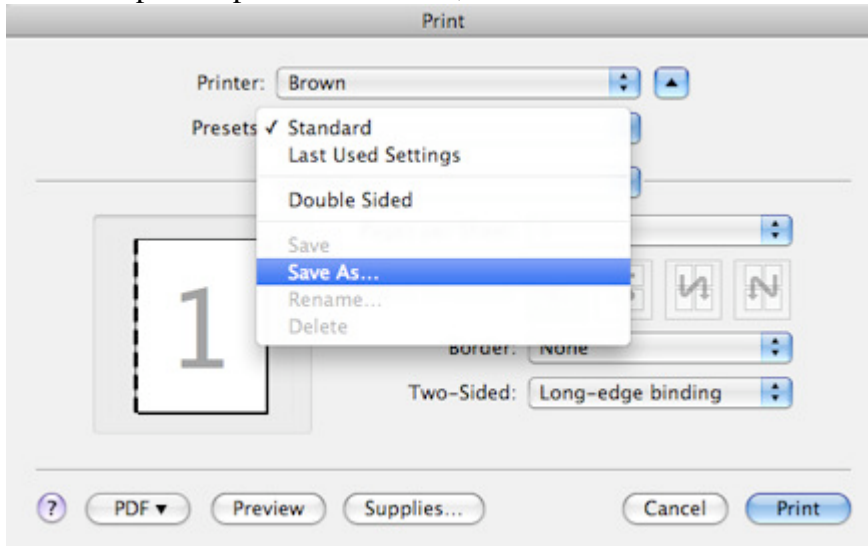 Print
Printer: Brown
Presets ✓ Standard
Last Used Settings
Double Sided
Save
Save As...
Rename...
Delete
1
Border: None
Two-Sided: Long-edge binding
? PDF ▼ Preview Supplies... Cancel Print